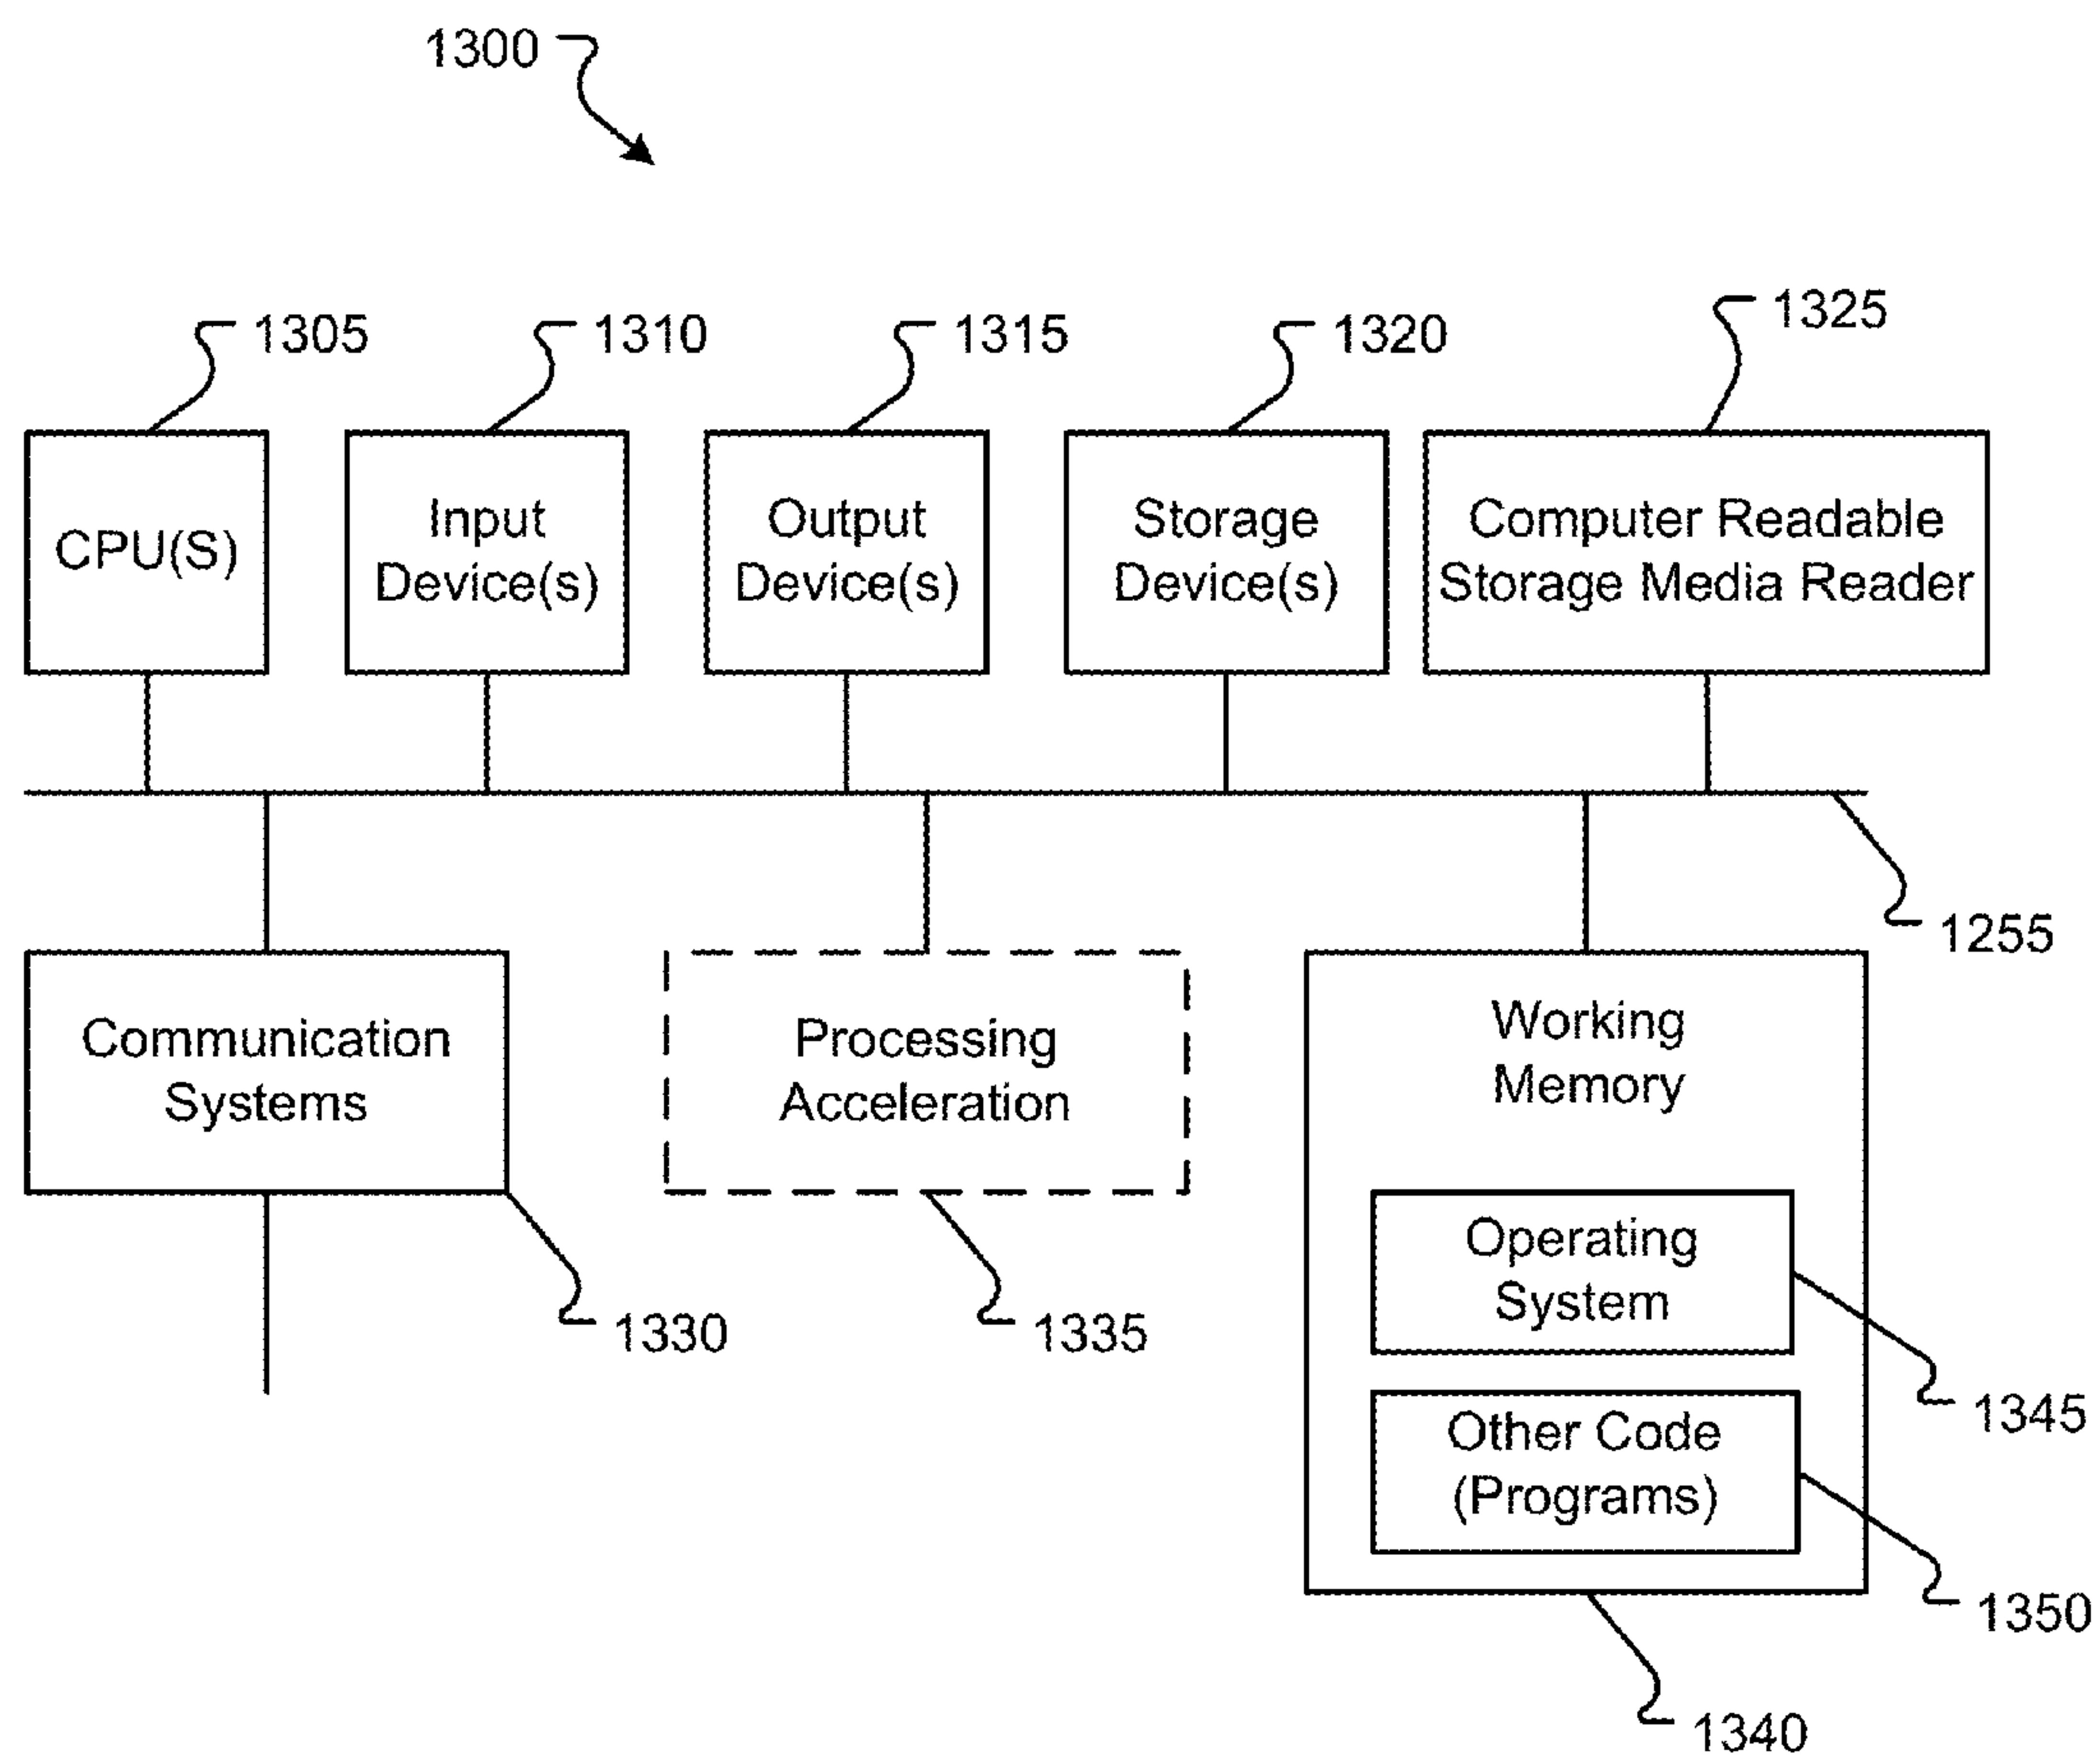 1300
1305
1310
1315
1320
1325
CPU(S)
Input
Device(s)
Output
Device(s)
Storage
Device(s)
Computer Readable
Storage Media Reader
1255
Communication
Systems
1330
Processing
Acceleration
1335
Working
Memory
Operating
System
1345
Other Code
(Programs)
1350
1340